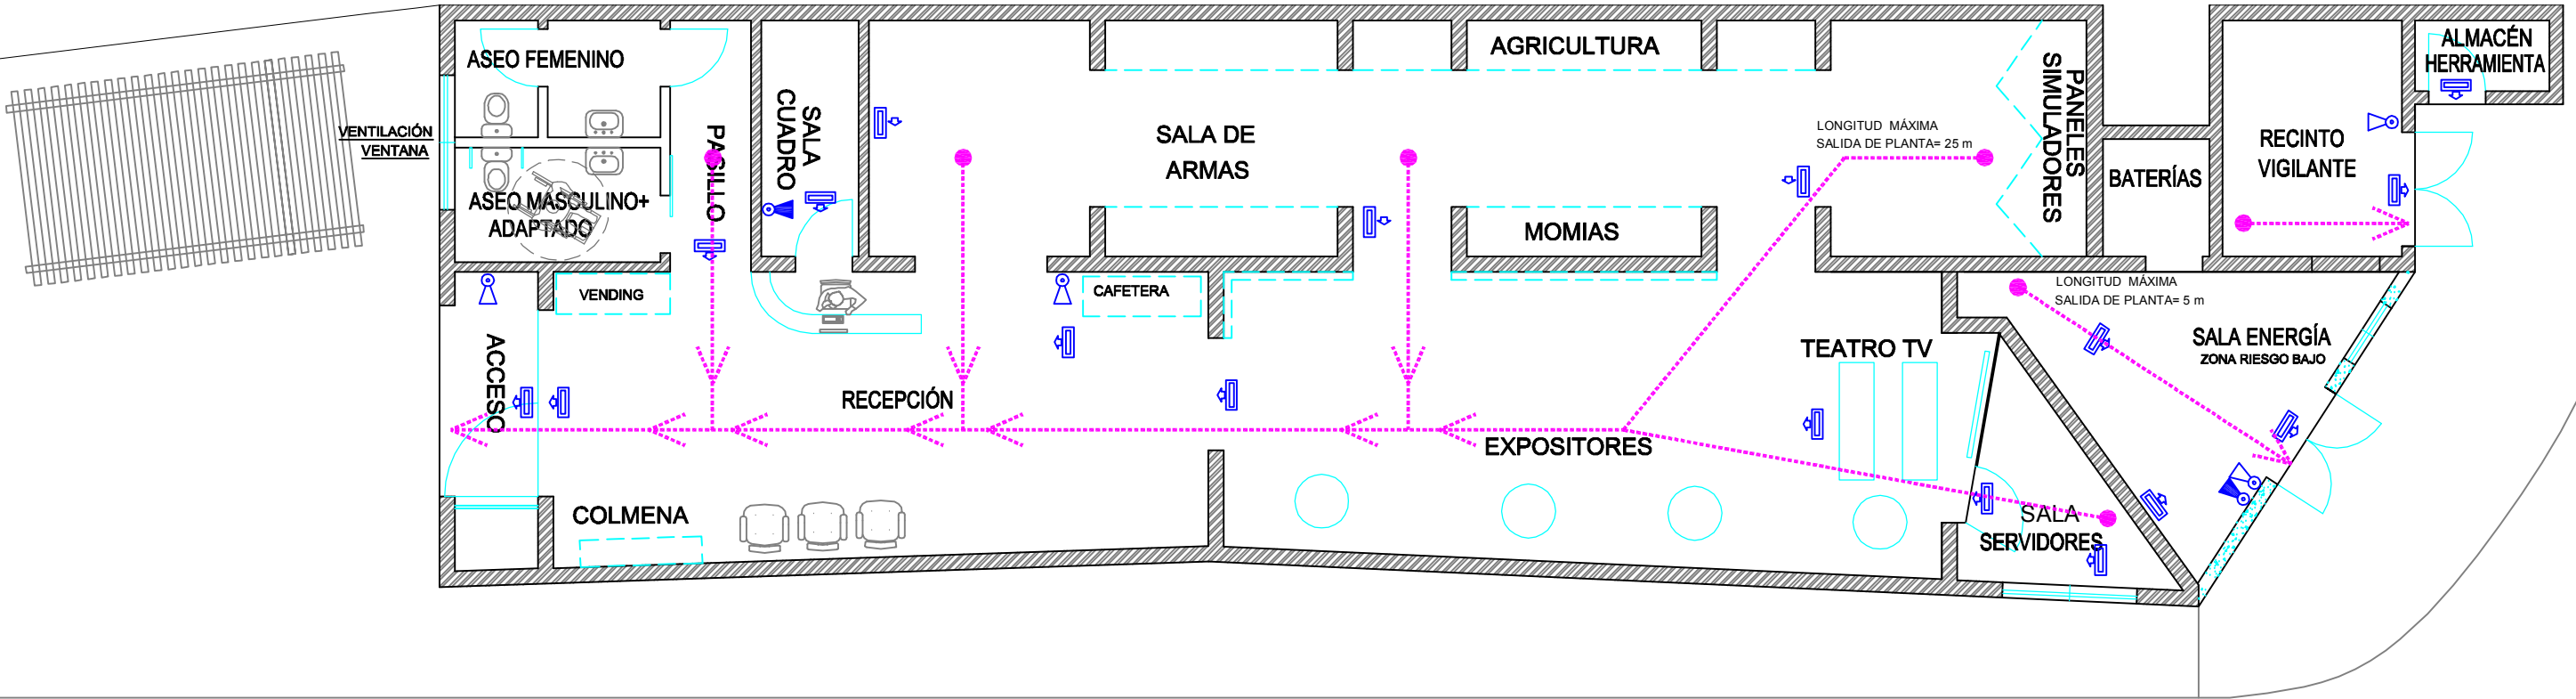 ASEO FEMENINO
VENTILACIÓN
VENTANA
ASEO MASCULINO+
ADAPTADO
PASILLO
SALA
CUADRO
SALA DE
ARMAS
AGRICULTURA
MOMIAS
LONGITUD MÁXIMA
SALIDA DE PLANTA= 25 m
PANELES
SIMULADORES
BATERÍAS
RECINTO
VIGILANTE
ALMACÉN
HERRAMIENTA
VENDING
CAFETERA
ACCESO
RECEPCIÓN
COLMENA
EXPOSITORES
TEATRO TV
LONGITUD MÁXIMA
SALIDA DE PLANTA= 5 m
SALA ENERGÍA
ZONA RIESGO BAJO
SALA
SERVIDORES